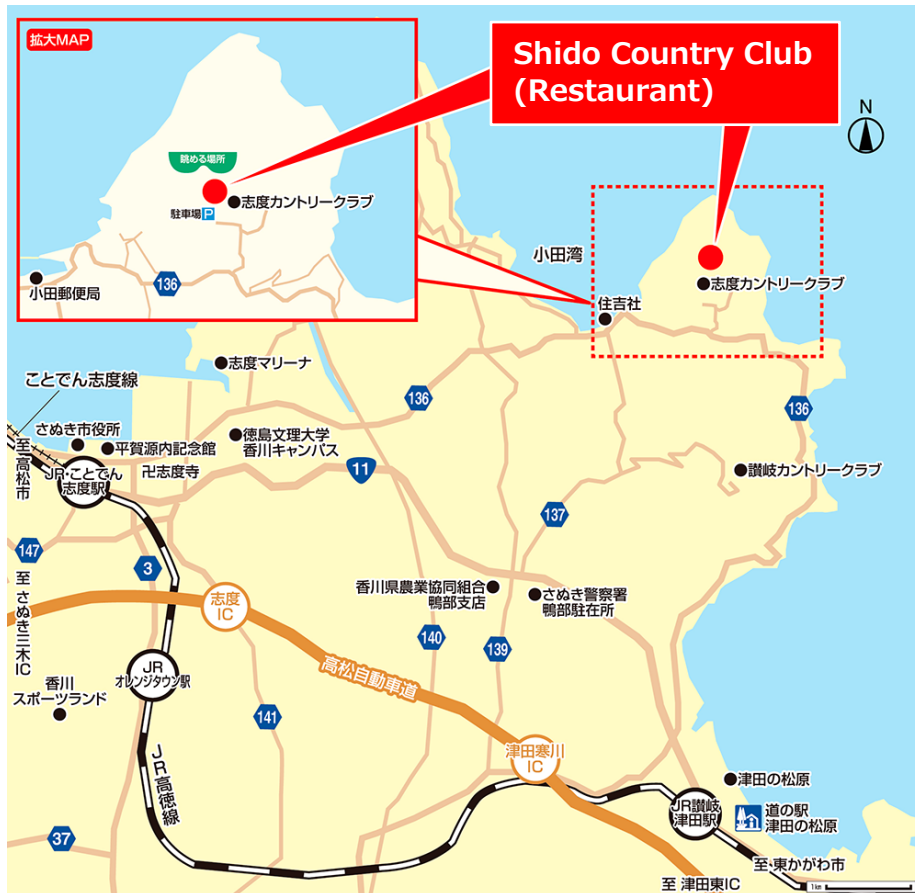 拡大MAP
Shido Country Club
(Restaurant)
N
眺める場所
志度カントリークラブ
駐車場 P
136
小田郵便局
小田湾
住吉社
志度カントリークラブ
志度マリーナ
136
136
ことでん志度線
さぬき市役所
平賀源内記念館
徳島文理大学
香川キャンパス
至高松市
JR・ことでん
志度駅
卍志度寺
11
讃岐カントリークラブ
137
147
3
至 さぬき三木IC
志度
IC
香川県農業協同組合
鴨部支店
さぬき警察署
鴨部駐在所
140
139
高松自動車道
JR
オレンジタウン駅
香川
スポーツランド
141
JR高徳線
津田寒川
IC
津田の松原
JR讃岐
津田駅
道の駅
津田の松原
37
至 東かがわ市
至 津田東IC
1km